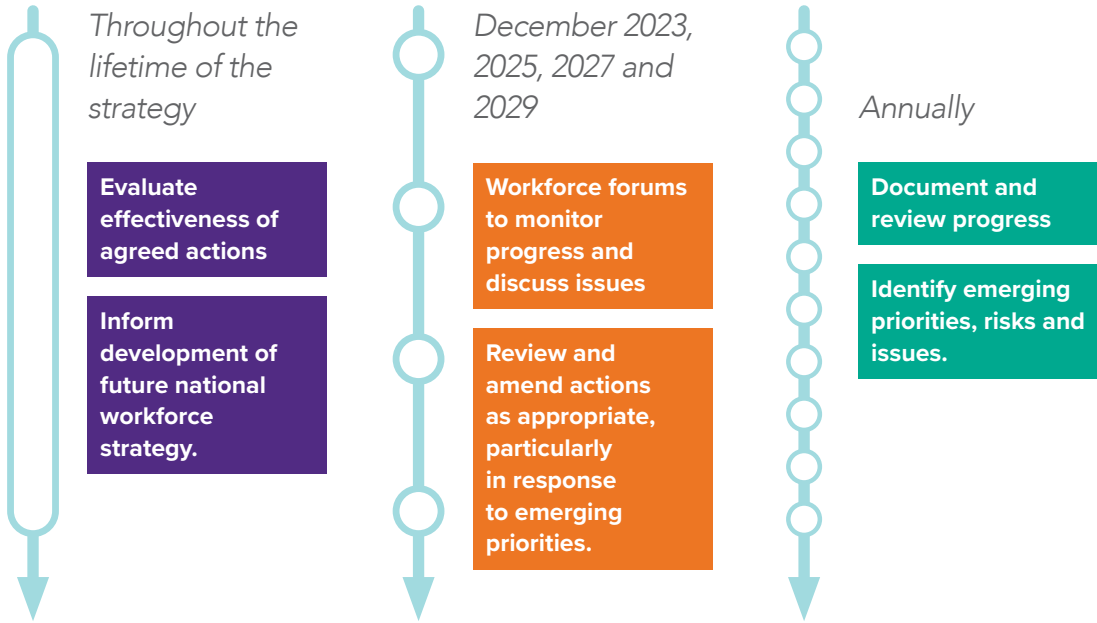 Throughout the
lifetime of the
strategy
Evaluate
effectiveness of
agreed actions
Inform
development of
future national
workforce
strategy.
December 2023,
2025, 2027 and
2029
Workforce forums
to monitor
progress and
discuss issues
Review and
amend actions
as appropriate,
particularly
in response
to emerging
priorities.
Annually
Document and
review progress
Identify emerging
priorities, risks and
issues.